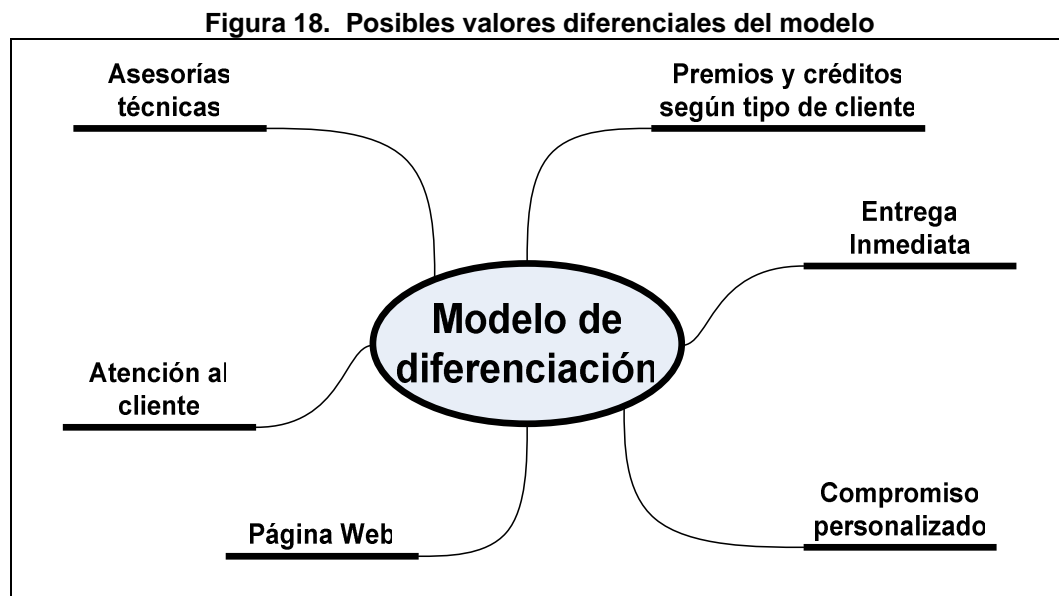 Figura 18. Posibles valores diferenciales del modelo
Asesorías
técnicas
Premios y créditos
según tipo de cliente
Entrega
Inmediata
Modelo de
diferenciación
Atención al
cliente
Compromiso
personalizado
Página Web